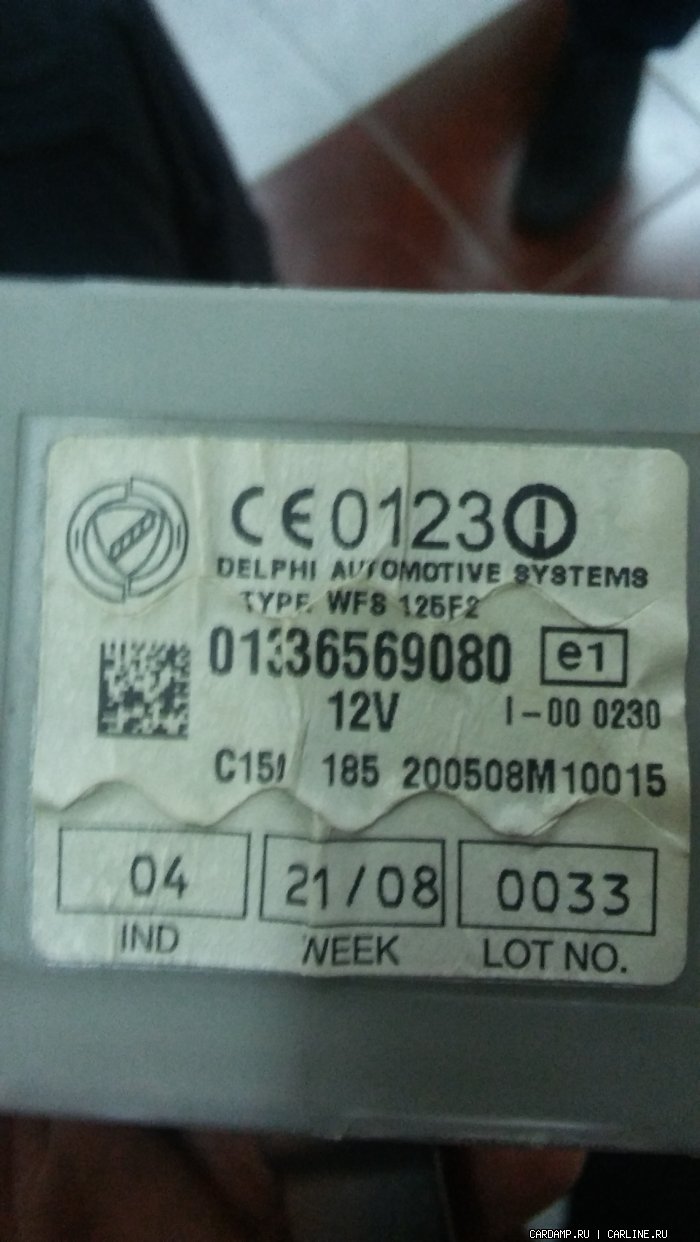 CE0123
DELPHI AUTOMOTIVE SYSTEMS
TYPE WFS 125F2
01336569080 e1
12V I-00 0230
185 200508M10015
04 21/08 0033
IND WEEK LOT NO.
CARDAMP.RU | CARLINE.RU